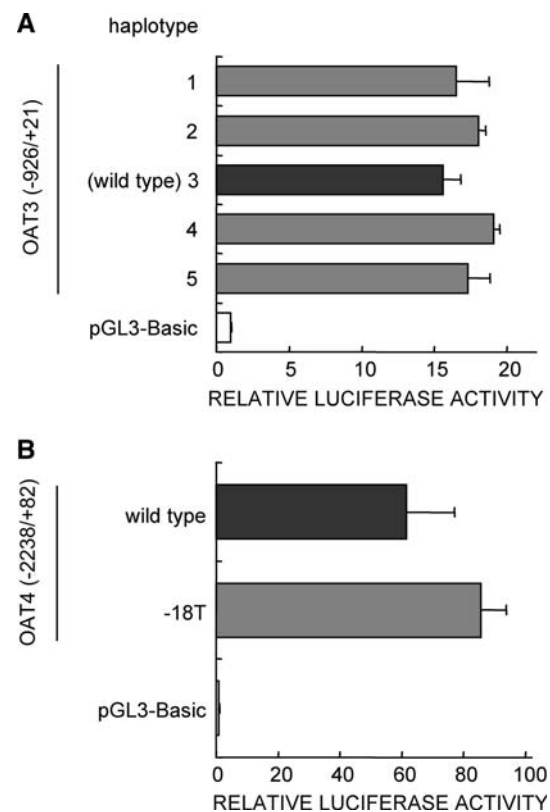 A
haplotype
OAT3 (-926/+21)
1
2
(wild type) 3
4
5
pGL3-Basic
0 5 10 15 20
RELATIVE LUCIFERASE ACTIVITY
B
OAT4 (-2238/+82)
wild type
-18T
pGL3-Basic
0 20 40 60 80 100
RELATIVE LUCIFERASE ACTIVITY